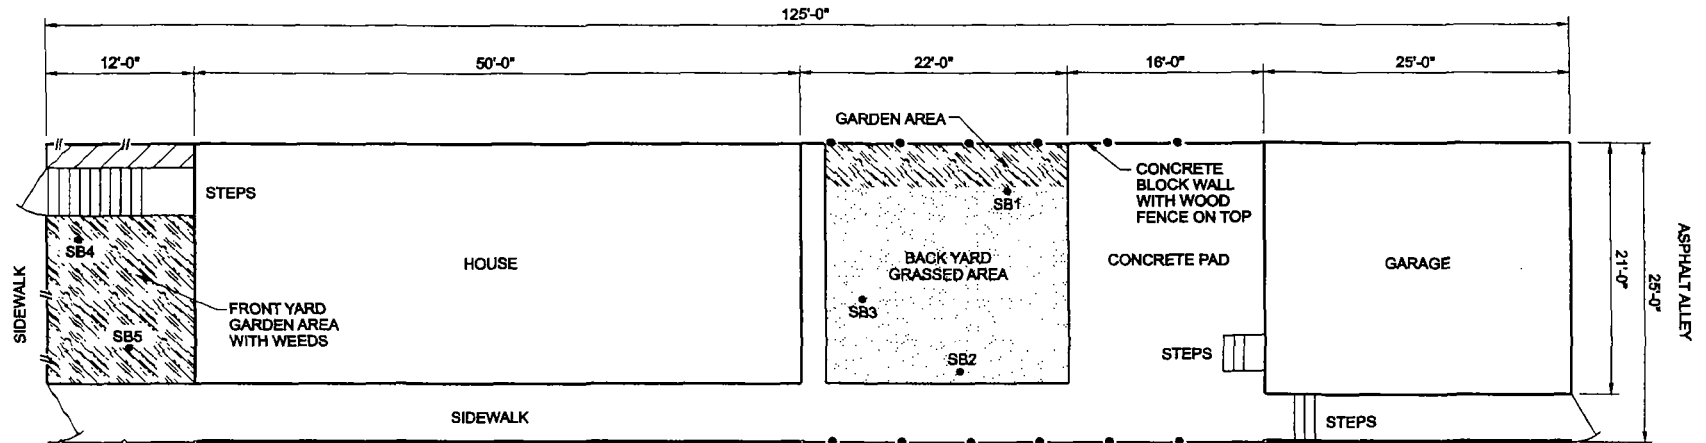 125'-0"
12'-0"
50'-0"
22'-0"
16'-0"
25'-0"
GARDEN AREA
CONCRETE
BLOCK WALL
WITH WOOD
FENCE ON TOP
STEPS
SB1
SB4
HOUSE
BACK YARD
GRASSED AREA
CONCRETE PAD
GARAGE
21'-0"
25'-0"
ASPHALT ALLEY
SIDEWALK
FRONT YARD
GARDEN AREA
WITH WEEDS
SB3
SB5
SB2
STEPS
SIDEWALK
STEPS